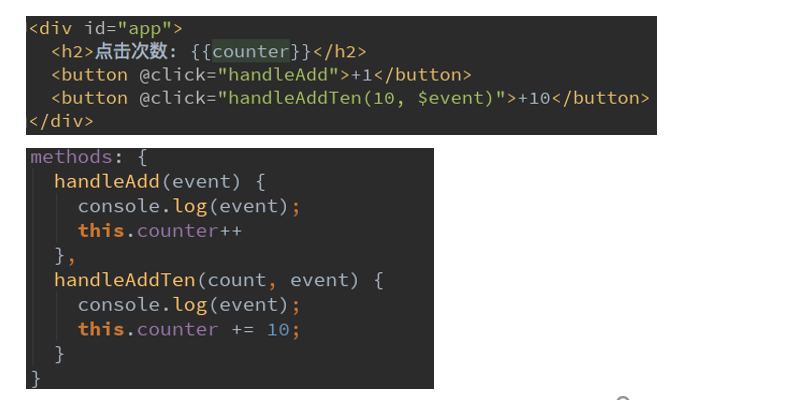 <div id="app">
  <h2>点击次数: {{counter}}</h2>
  <button @click="handleAdd">+1</button>
  <button @click="handleAddTen(10, $event)">+10</button>
</div>
methods: {
  handleAdd(event) {
    console.log(event);
    this.counter++
  },
  handleAddTen(count, event) {
    console.log(event);
    this.counter += 10;
  }
}